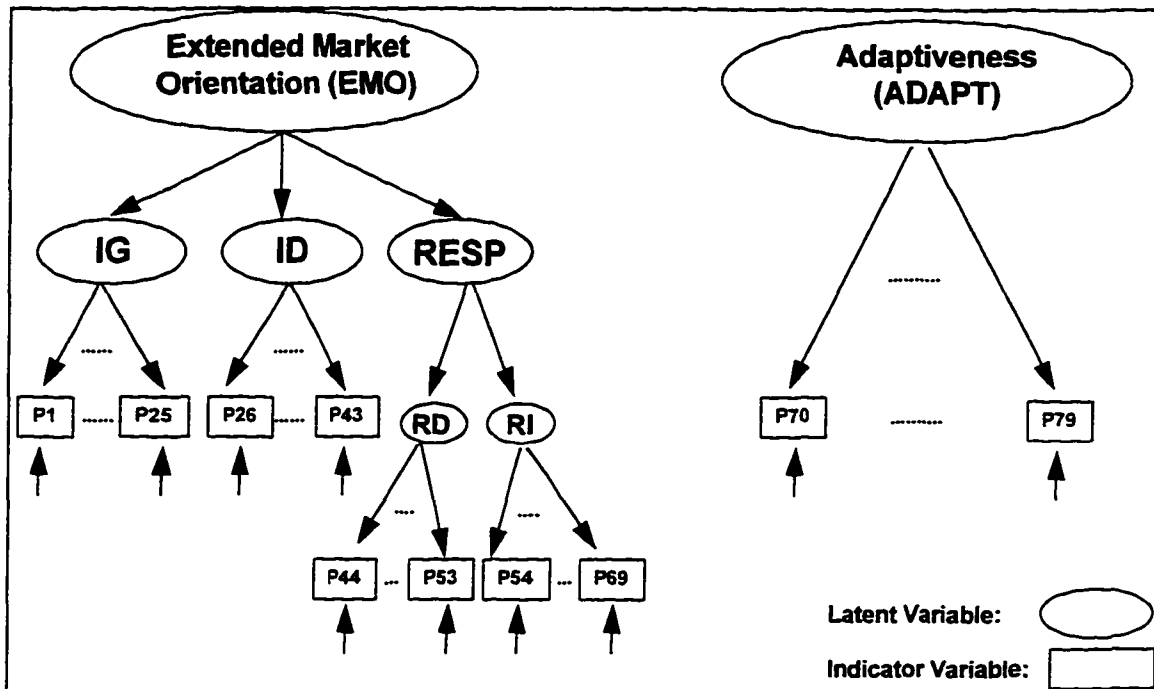 Extended Market
Orientation (EMO)
Adaptiveness
(ADAPT)
IG
ID
RESP
..........
......
......
P1
......
P25
P26
......
P43
RD
RI
P70
..........
P79
....
....
P44
...
P53
P54
...
P69
Latent Variable:
Indicator Variable: